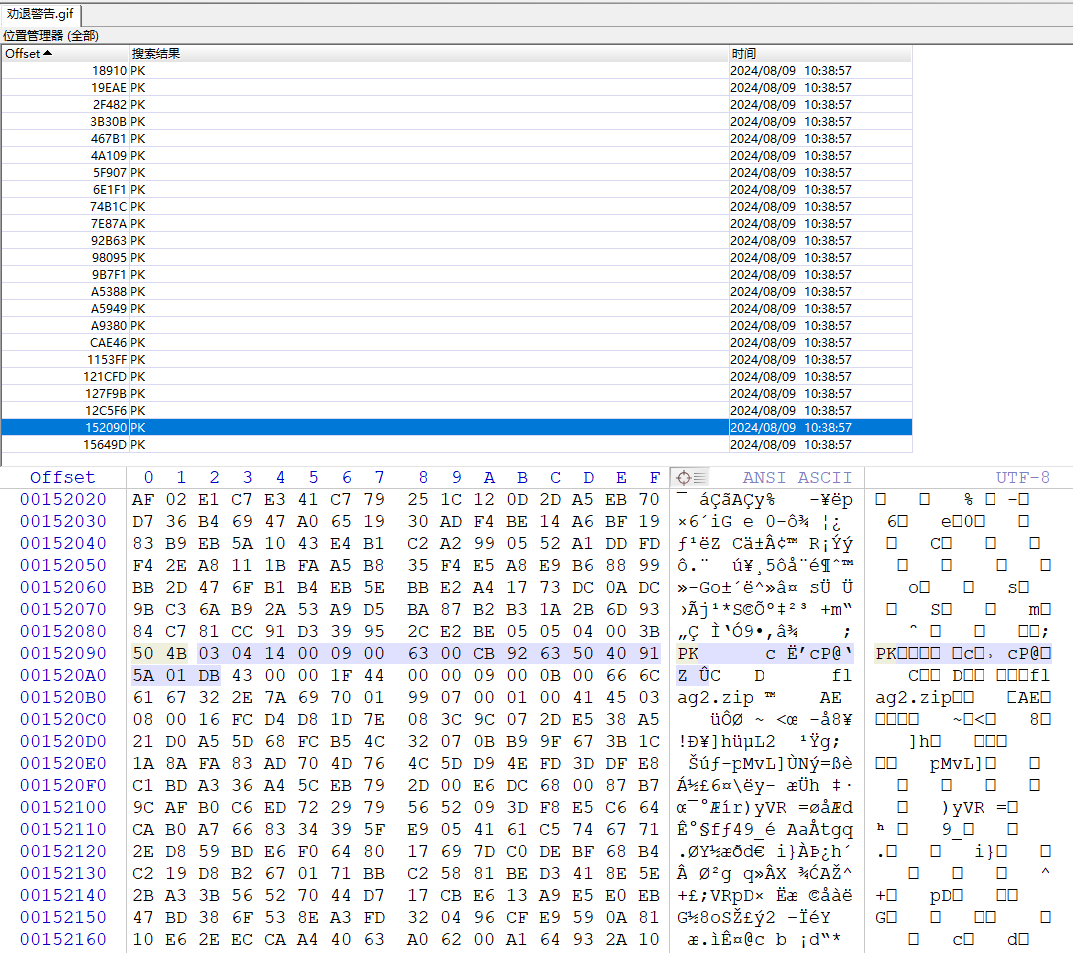 劝退警告.gif
位置管理器 (全部)
Offset 搜索结果 时间
18910 PK 2024/08/09 10:38:57
19EAE PK 2024/08/09 10:38:57
2F482 PK 2024/08/09 10:38:57
3B30B PK 2024/08/09 10:38:57
467B1 PK 2024/08/09 10:38:57
4A109 PK 2024/08/09 10:38:57
5F907 PK 2024/08/09 10:38:57
6E1F1 PK 2024/08/09 10:38:57
74B1C PK 2024/08/09 10:38:57
7E87A PK 2024/08/09 10:38:57
92B63 PK 2024/08/09 10:38:57
98095 PK 2024/08/09 10:38:57
9B7F1 PK 2024/08/09 10:38:57
A5388 PK 2024/08/09 10:38:57
A5949 PK 2024/08/09 10:38:57
A9380 PK 2024/08/09 10:38:57
CAE46 PK 2024/08/09 10:38:57
1153FF PK 2024/08/09 10:38:57
121CFD PK 2024/08/09 10:38:57
127F9B PK 2024/08/09 10:38:57
12C5F6 PK 2024/08/09 10:38:57
152090 PK 2024/08/09 10:38:57
15649D PK 2024/08/09 10:38:57
Offset 0 1 2 3 4 5 6 7 8 9 A B C D E F ANSI ASCII UTF-8
00152020 AF 02 E1 C7 E3 41 C7 79 25 1C 12 0D 2D A5 EB 70 ¯ áÇãAÇy% -¥ëp % -
00152030 D7 36 B4 69 47 A0 65 19 30 AD F4 BE 14 A6 BF 19 ×6´iG e 0-ô¾ ¦¿ 6 e 0
00152040 83 B9 EB 5A 10 43 E4 B1 C2 A2 99 05 52 A1 DD FD ƒ¹ëZ Cä±Â¢™ R¡Ýý C
00152050 F4 2E A8 11 1B FA A5 B8 35 F4 E5 A8 E9 B6 88 99 ô.¨ ú¥¸5ôå¨é¶ˆ™
00152060 BB 2D 47 6F B1 B4 EB 5E BB E2 A4 17 73 DC 0A DC »-Go±´ë^»â¤ sÜ Ü o s
00152070 9B C3 6A B9 2A 53 A9 D5 BA 87 B2 B3 1A 2B 6D 93 ›Ãj¹*S©Õº‡²³ +m“ S m
00152080 84 C7 81 CC 91 D3 39 95 2C E2 BE 05 05 04 00 3B „Ç Ì‘Ó9•,â¾ ; ;
00152090 50 4B 03 04 14 00 09 00 63 00 CB 92 63 50 40 91 PK c Ë’cP@‘ PK c cP@
001520A0 5A 01 DB 43 00 00 1F 44 00 00 09 00 0B 00 66 6C Z ÛC D fl C D fl
001520B0 61 67 32 2E 7A 69 70 01 99 07 00 01 00 41 45 03 ag2.zip ™ AE ag2.zip AE
001520C0 08 00 16 FC D4 D8 1D 7E 08 3C 9C 07 2D E5 38 A5 üÔØ ~ <œ -å8¥ ~ < 8
001520D0 21 D0 A5 5D 68 FC B5 4C 32 07 0B B9 9F 67 3B 1C !Ð¥]hüµL2 ¹Ÿg; ]h
001520E0 1A 8A FA 83 AD 70 4D 76 4C 5D D9 4E FD 3D DF E8 Šúƒ-pMvL]ÙNý=ßè pMvL]
001520F0 C1 BD A3 36 A4 5C EB 79 2D 00 E6 DC 68 00 87 B7 Á½£6¤\ëy- æÜh ‡·
00152100 9C AF B0 C6 ED 72 29 79 56 52 09 3D F8 E5 C6 64 œ¯°Æír)yVR =øåÆd )yVR =
00152110 CA B0 A7 66 83 34 39 5F E9 05 41 61 C5 74 67 71 Ê°§fƒ49_é AaÅtgq 9_
00152120 2E D8 59 BD E6 F0 64 80 17 69 7D C0 DE BF 68 B4 .ØY½æðd€ i}ÀÞ¿h´ . i}
00152130 C2 19 D8 B2 67 01 71 BB C2 58 81 BE D3 41 8E 5E Â Ø²g q»ÂX ¾ÓAŽ^ ^
00152140 2B A3 3B 56 52 70 44 D7 17 CB E6 13 A9 E5 E0 EB +£;VRpD× Ëæ ©åàë + pD
00152150 47 BD 38 6F 53 8E A3 FD 32 04 96 CF E9 59 0A 81 G½8oSŽ£ý2 –ÏéY G
00152160 10 E6 2E EC CA A4 40 63 A0 62 00 A1 64 93 2A 10 æ.ìÊ¤@c b ¡d“* c d